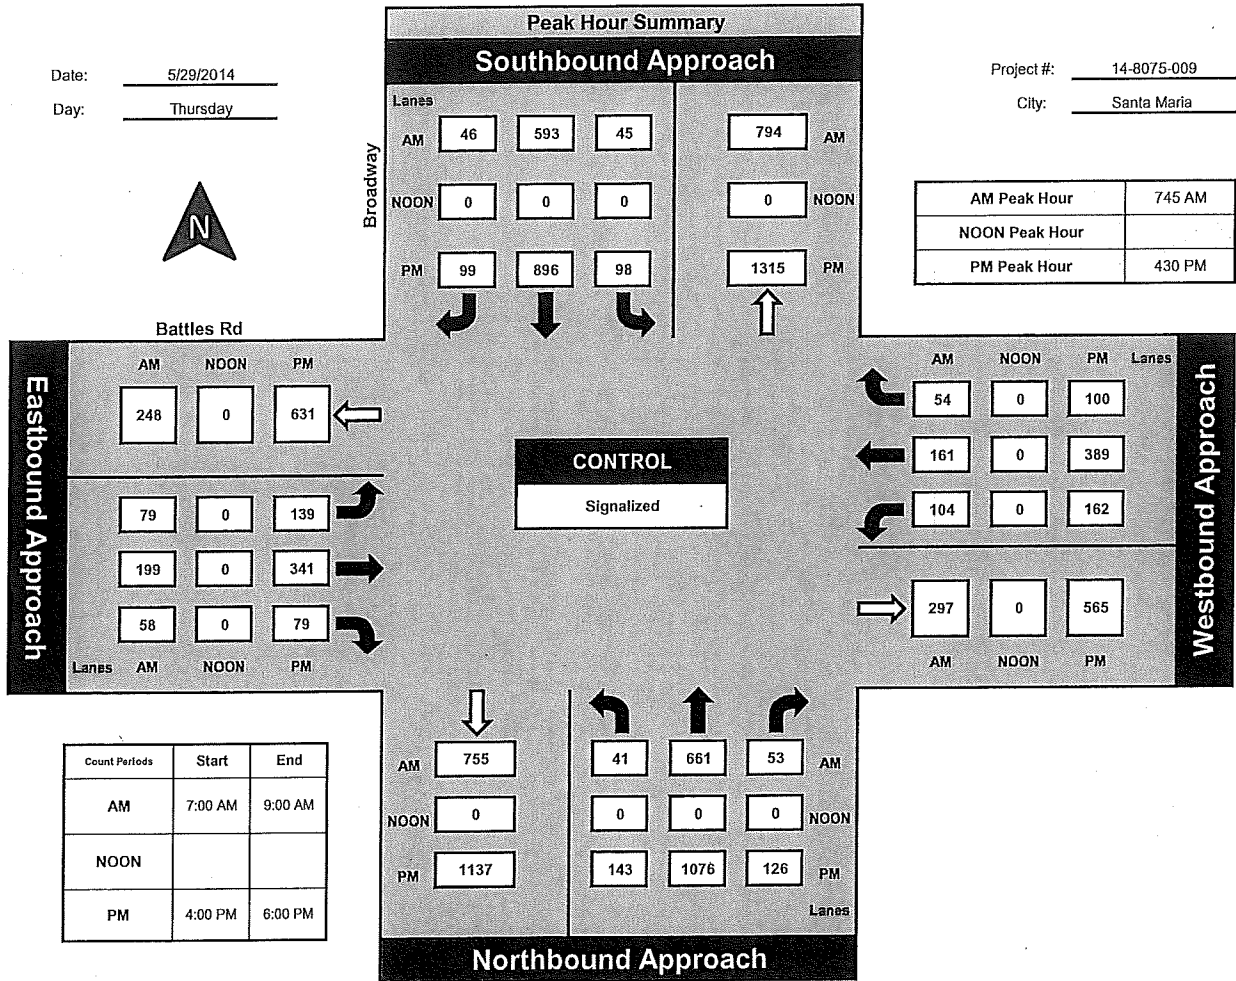 Peak Hour Summary
Southbound Approach
Date: 5/29/2014
Day: Thursday
Project #: 14-8075-009
City: Santa Maria
N
Broadway
Lanes
AM 46 593 45 794 AM
NOON 0 0 0 0 NOON
PM 99 896 98 1315 PM
AM Peak Hour 745 AM
NOON Peak Hour
PM Peak Hour 430 PM
Battles Rd
Eastbound Approach
AM NOON PM
248 0 631
79 0 139
199 0 341
58 0 79
Lanes AM NOON PM
CONTROL
Signalized
AM NOON PM Lanes
54 0 100
161 0 389
104 0 162
297 0 565
AM NOON PM
Westbound Approach
Count Periods Start End
AM 7:00 AM 9:00 AM
NOON
PM 4:00 PM 6:00 PM
AM 755 41 661 53 AM
NOON 0 0 0 0 NOON
PM 1137 143 1076 126 PM
Lanes
Northbound Approach